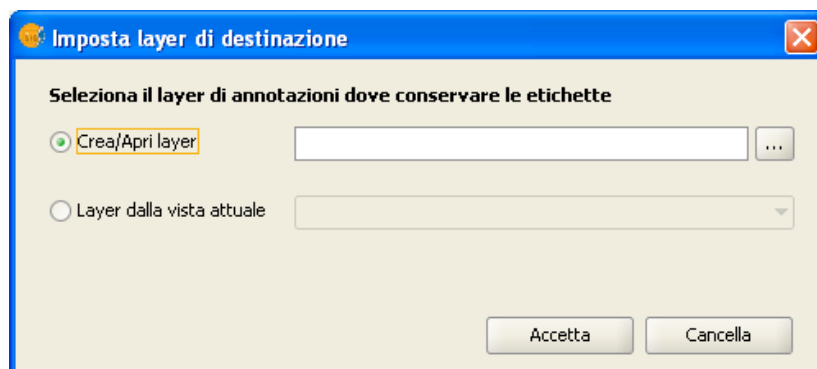 Imposta layer di destinazione
Seleziona il layer di annotazioni dove conservare le etichette
Crea/Apri layer
...
Layer dalla vista attuale
Accetta
Cancella